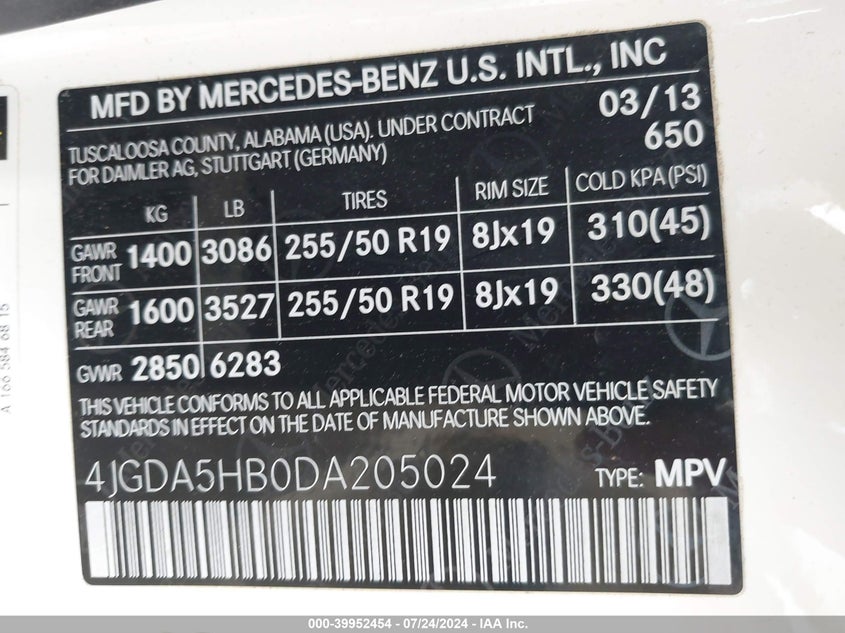 MFD BY MERCEDES-BENZ U.S. INTL., INC
TUSCALOOSA COUNTY, ALABAMA (USA). UNDER CONTRACT
FOR DAIMLER AG, STUTTGART (GERMANY)
03/13
650
KG LB TIRES RIM SIZE COLD KPA(PSI)
GAWR
FRONT 1400 3086 255/50 R19 8Jx19 310(45)
GAWR
REAR 1600 3527 255/50 R19 8Jx19 330(48)
GVWR 2850 6283
THIS VEHICLE CONFORMS TO ALL APPLICABLE FEDERAL MOTOR VEHICLE SAFETY
STANDARDS IN EFFECT ON THE DATE OF MANUFACTURE SHOWN ABOVE.
4JGDA5HB0DA205024 TYPE: MPV
A 166 584 68 15
000-39952454 - 07/24/2024 - IAA Inc.